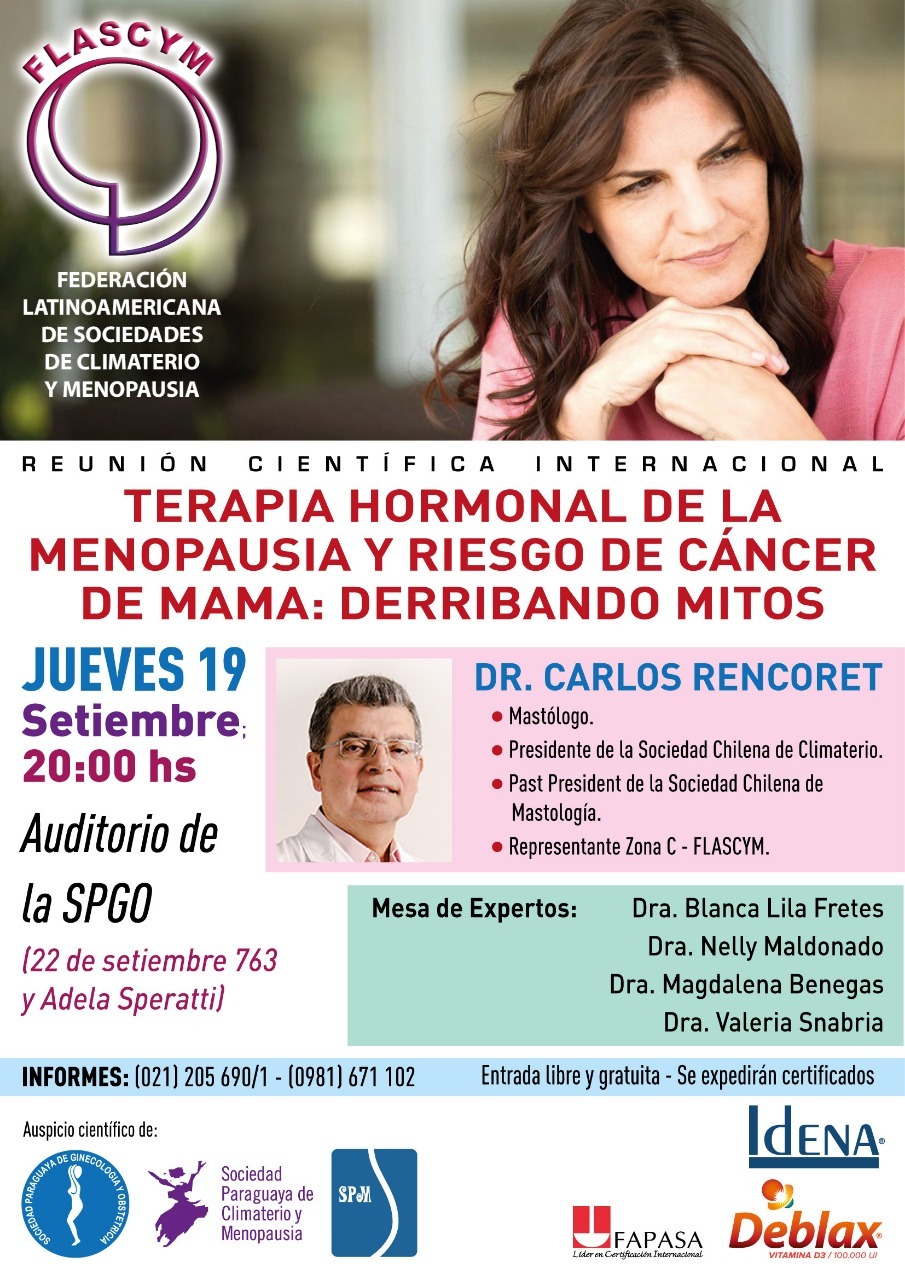 FLASCYM
FEDERACIÓN
LATINOAMERICANA
DE SOCIEDADES
DE CLIMATERIO
Y MENOPAUSIA
REUNIÓN CIENTÍFICA INTERNACIONAL
TERAPIA HORMONAL DE LA
MENOPAUSIA Y RIESGO DE CÁNCER
DE MAMA: DERRIBANDO MITOS
JUEVES 19
Setiembre;
20:00 hs
Auditorio de
la SPGO
(22 de setiembre 763
y Adela Speratti)
DR. CARLOS RENCORET
• Mastólogo.
• Presidente de la Sociedad Chilena de Climaterio.
• Past President de la Sociedad Chilena de
Mastología.
• Representante Zona C - FLASCYM.
Mesa de Expertos: Dra. Blanca Lila Fretes
Dra. Nelly Maldonado
Dra. Magdalena Benegas
Dra. Valeria Snabria
INFORMES: (021) 205 690/1 - (0981) 671 102 Entrada libre y gratuita - Se expedirán certificados
Auspicio científico de:
SOCIEDAD PARAGUAYA DE GINECOLOGIA Y OBSTETRICIA
Sociedad
Paraguaya de
Climaterio y
Menopausia
SPM
IDENA®
FAPASA
Líder en Certificación Internacional
Deblax®
VITAMINA D3 / 100.000 UI